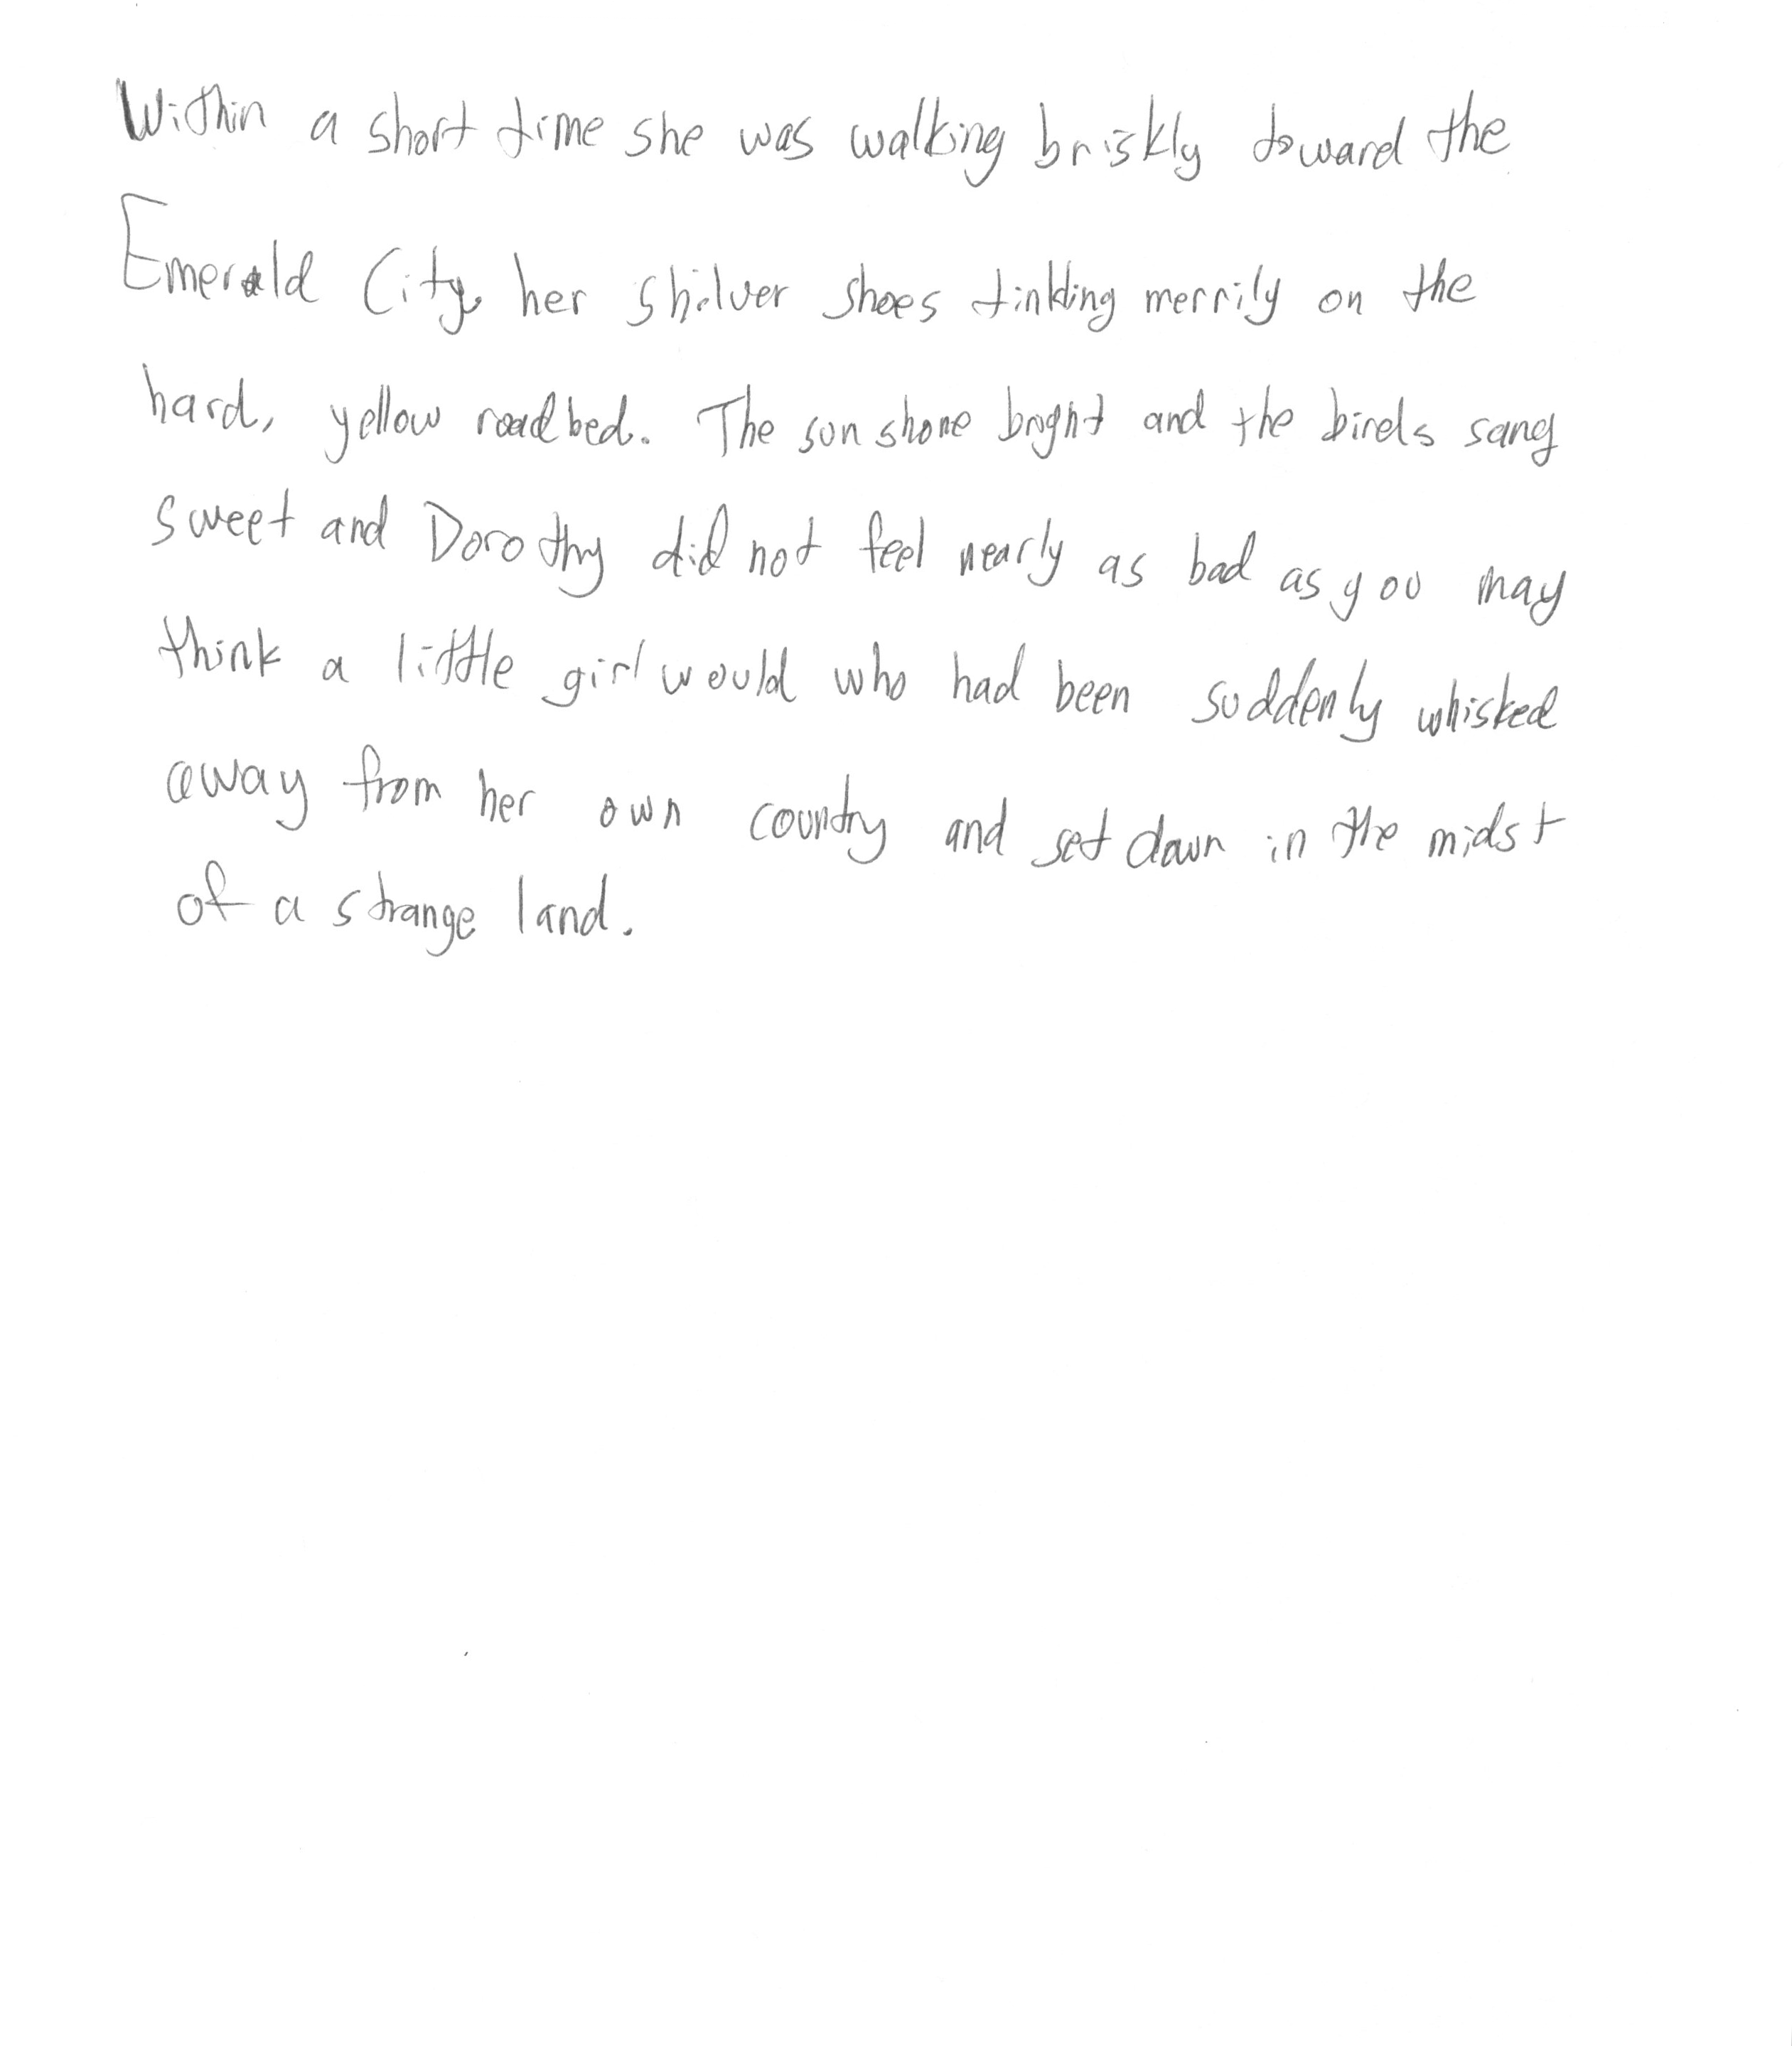 Within a short time she was walking briskly toward the
Emerald City, her shilver shoes tinkling merrily on the
hard, yellow roadbed. The sun shone bright and the birds sang
sweet and Dorothy did not feel nearly as bad as you may
think a little girl would who had been suddenly whisked
away from her own country and set down in the midst
of a strange land.